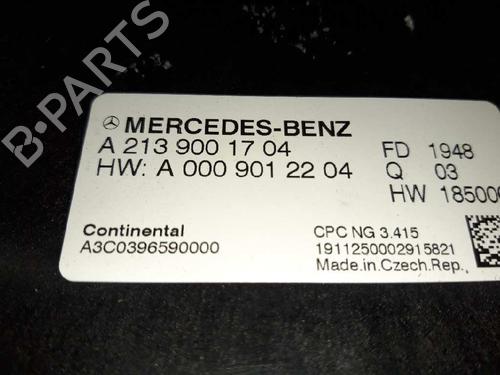 B-PARTS
MERCEDES-BENZ
A 213 900 17 04 FD 1948
HW: A 000 901 22 04 Q 03
HW
Continental CPC NG 3.415
A3C0396590000 1911250002915821
Made.in.Czech.Rep.